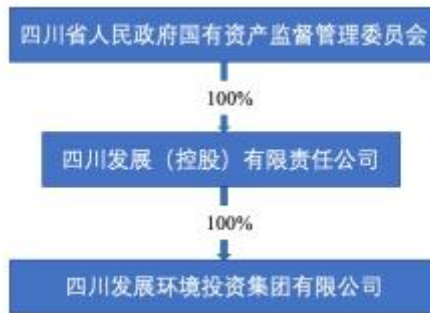 四川省人民政府国有资产监督管理委员会
100%
四川发展（控股）有限责任公司
100%
四川发展环境投资集团有限公司